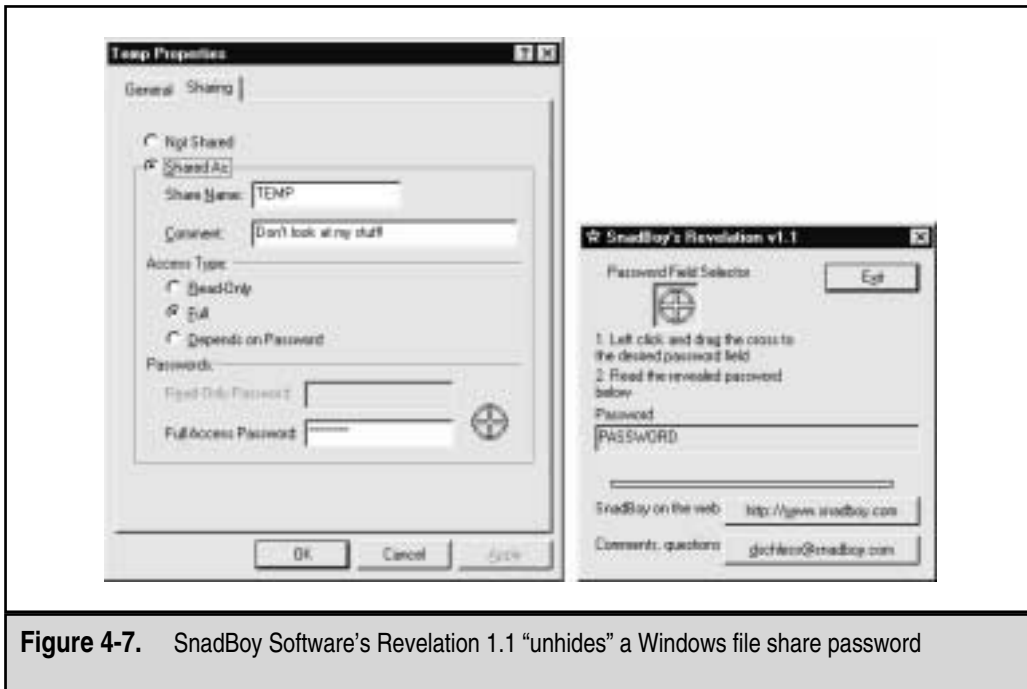 Temp Properties
General Sharing
Not Shared
Shared As:
Share Name: TEMP
Comment: Don't look at my stuff!
Access Type:
Read-Only
Full
Depends on Password
Passwords:
Read-Only Password:
Full Access Password: ********
OK Cancel Apply
SnadBoy's Revelation v1.1
Password Field Selector
Exit
1. Left click and drag the cross to
the desired password field
2. Read the revealed password
below
Password
PASSWORD
SnadBoy on the web http://www.snadboy.com
Comments, questions @snadboy.com
Figure 4-7. SnadBoy Software's Revelation 1.1 “unhides” a Windows file share password